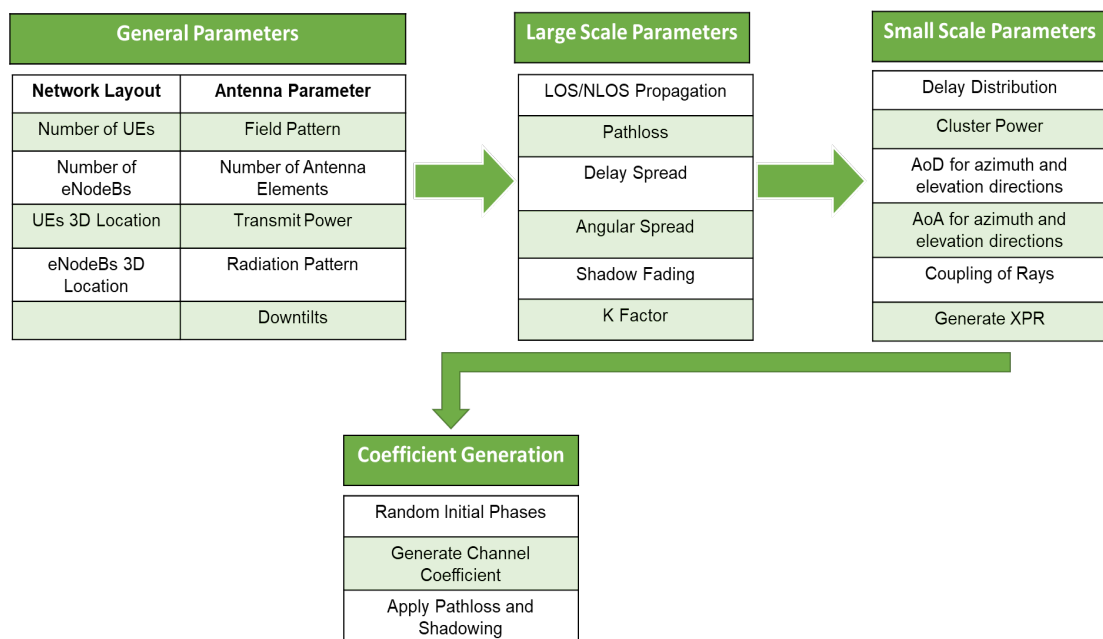 General Parameters
Network Layout
Antenna Parameter
Number of UEs
Field Pattern
Number of
eNodeBs
Number of Antenna
Elements
UEs 3D Location
Transmit Power
eNodeBs 3D
Location
Radiation Pattern
Downtilts
Large Scale Parameters
LOS/NLOS Propagation
Pathloss
Delay Spread
Angular Spread
Shadow Fading
K Factor
Small Scale Parameters
Delay Distribution
Cluster Power
AoD for azimuth and
elevation directions
AoA for azimuth and
elevation directions
Coupling of Rays
Generate XPR
Coefficient Generation
Random Initial Phases
Generate Channel
Coefficient
Apply Pathloss and
Shadowing